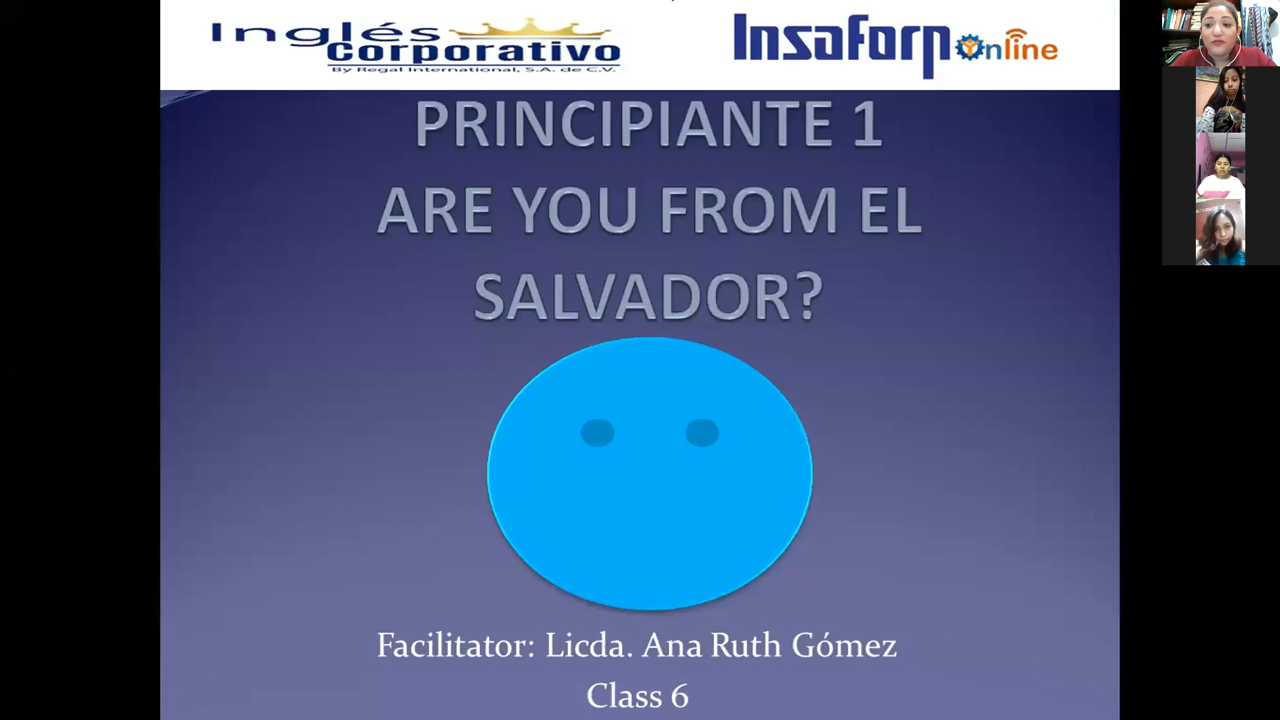 Inglés
Corporativo
By Regal International, S.A. de C.V.
Insaforp Online
PRINCIPIANTE 1
ARE YOU FROM EL
SALVADOR?
Facilitator: Licda. Ana Ruth Gómez
Class 6